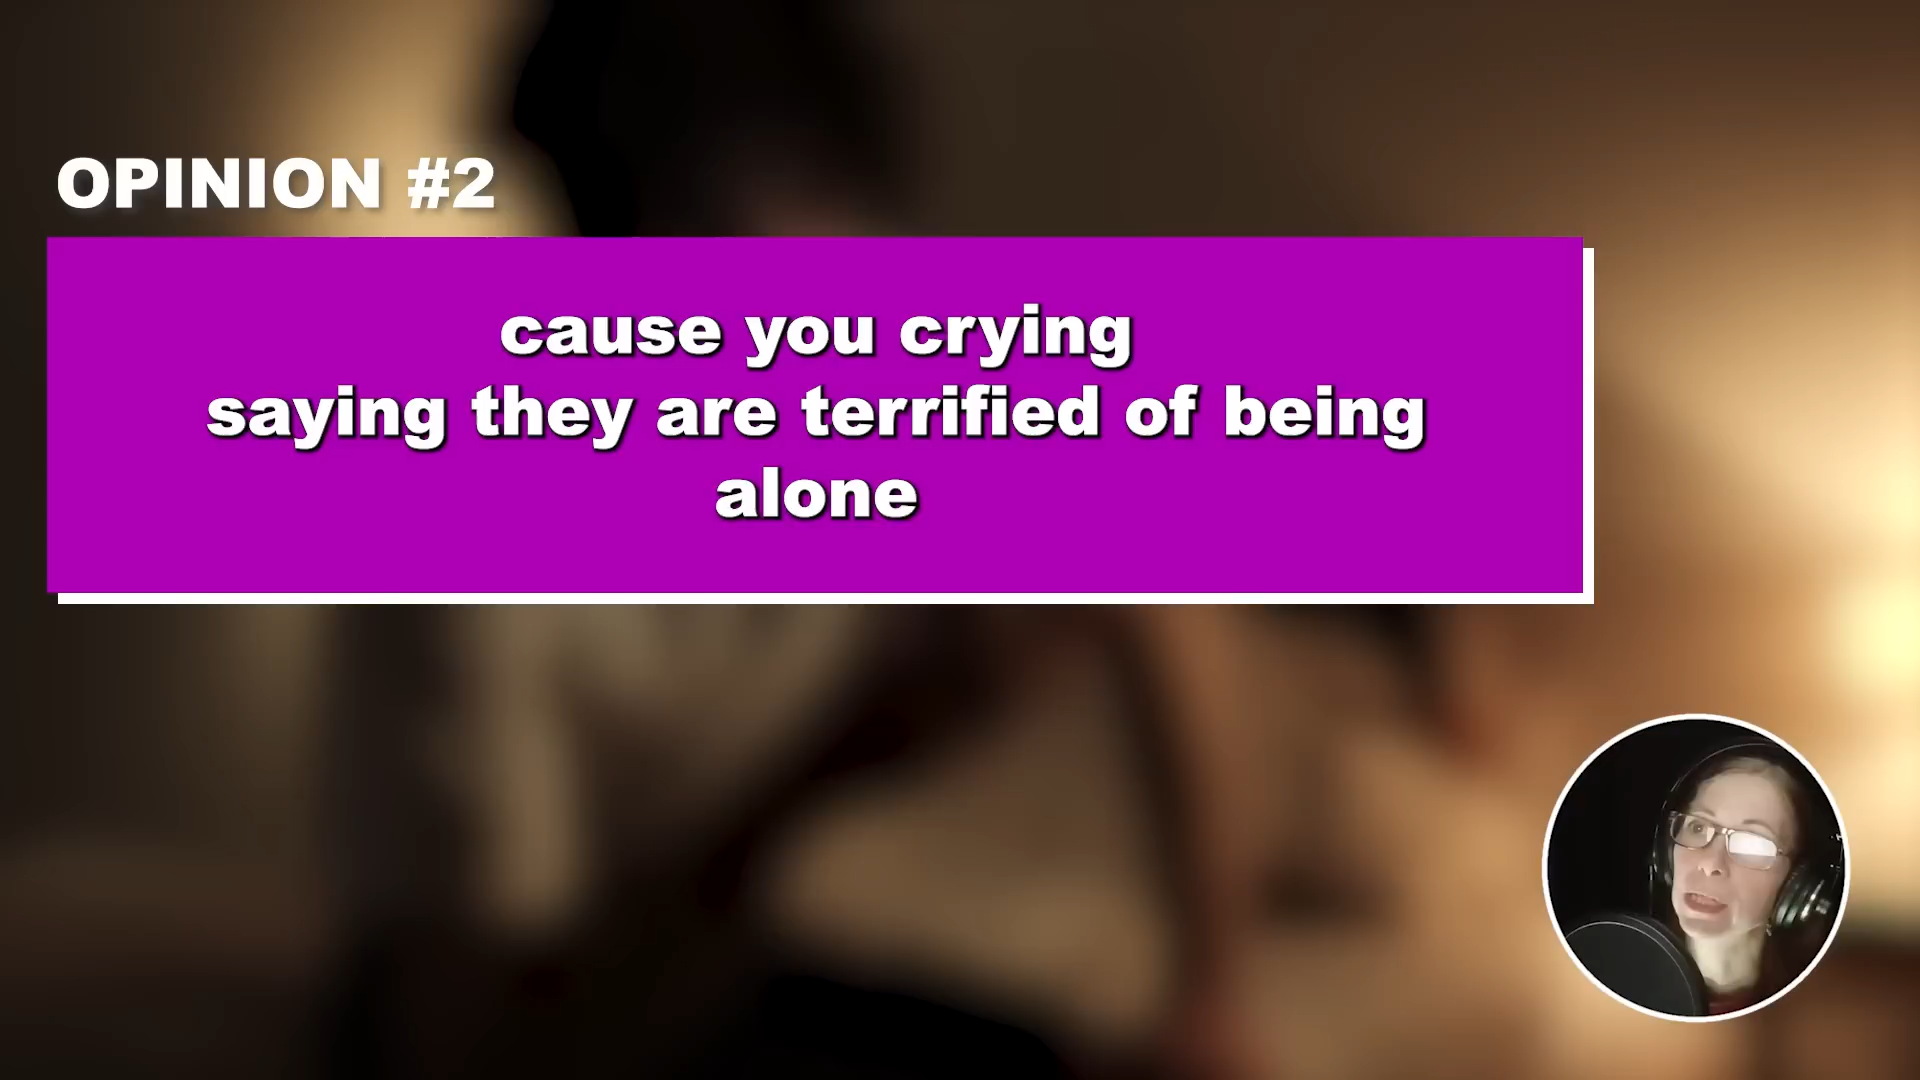 OPINION #2
cause you crying
saying they are terrified of being
alone